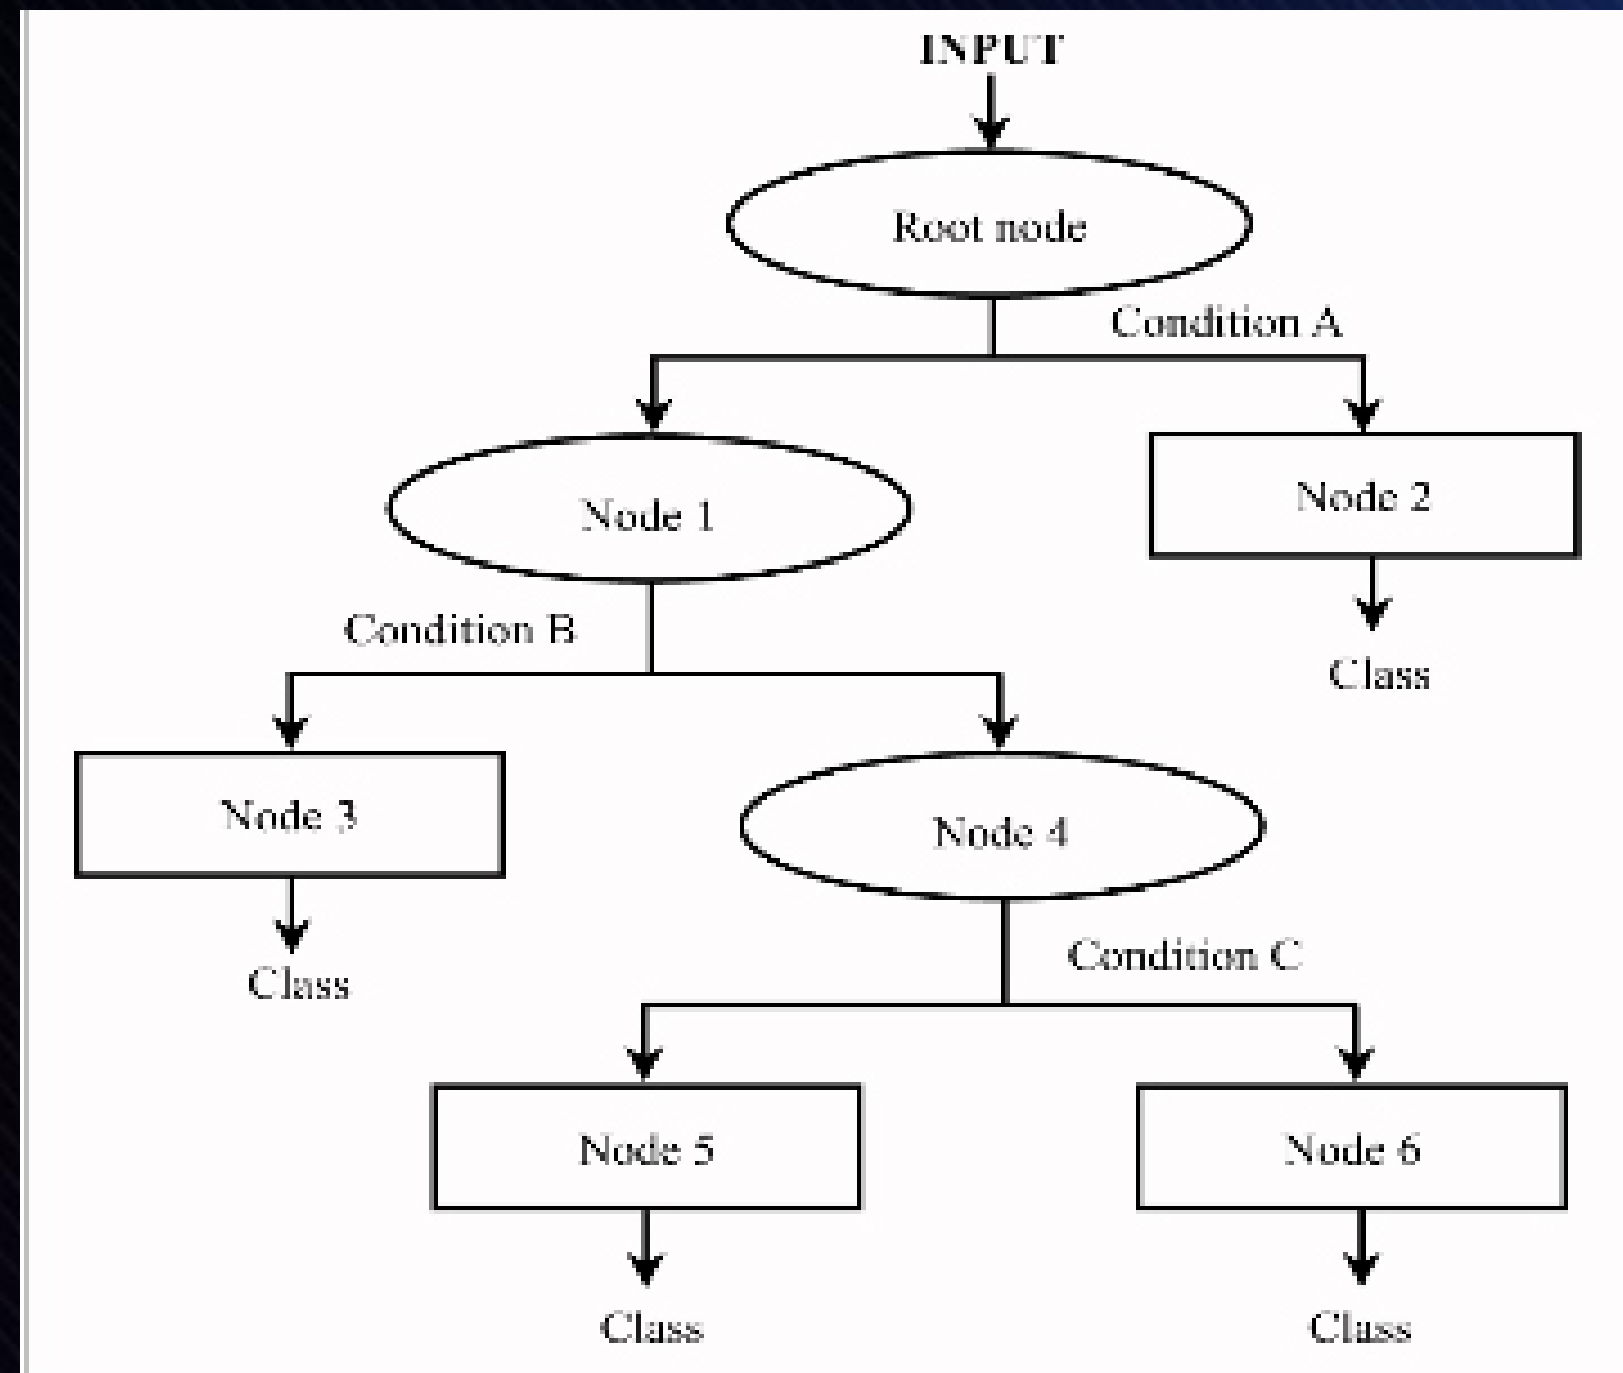 INPUT
Root node
Condition A
Node 1
Node 2
Condition B
Class
Node 3
Node 4
Condition C
Class
Node 5
Node 6
Class
Class